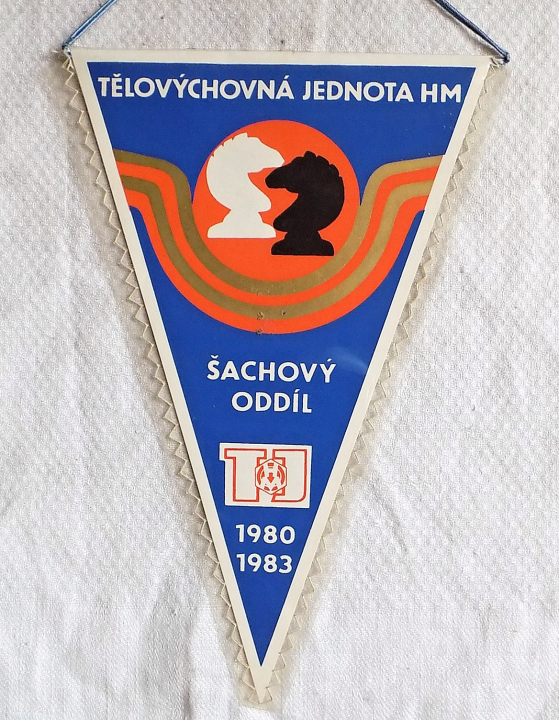 TĚLOVÝCHOVNÁ JEDNOTA HM
ŠACHOVÝ
ODDÍL
TJ
1980
1983